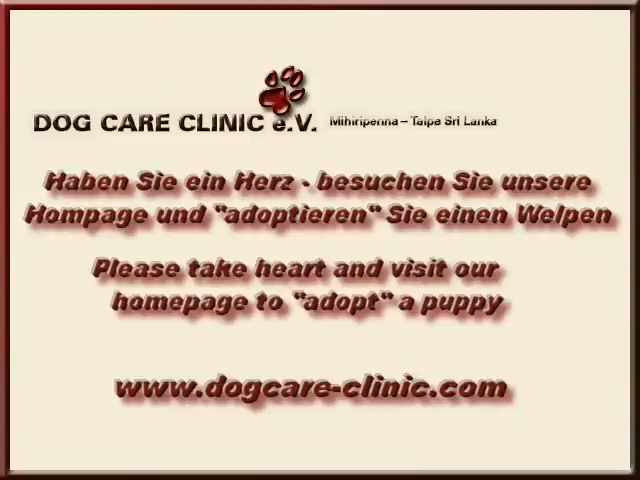 DOG CARE CLINIC e.V. Mihiripenna – Talpe Sri Lanka
Haben Sie ein Herz - besuchen Sie unsere
Hompage und "adoptieren" Sie einen Welpen
Please take heart and visit our
homepage to "adopt" a puppy
www.dogcare-clinic.com